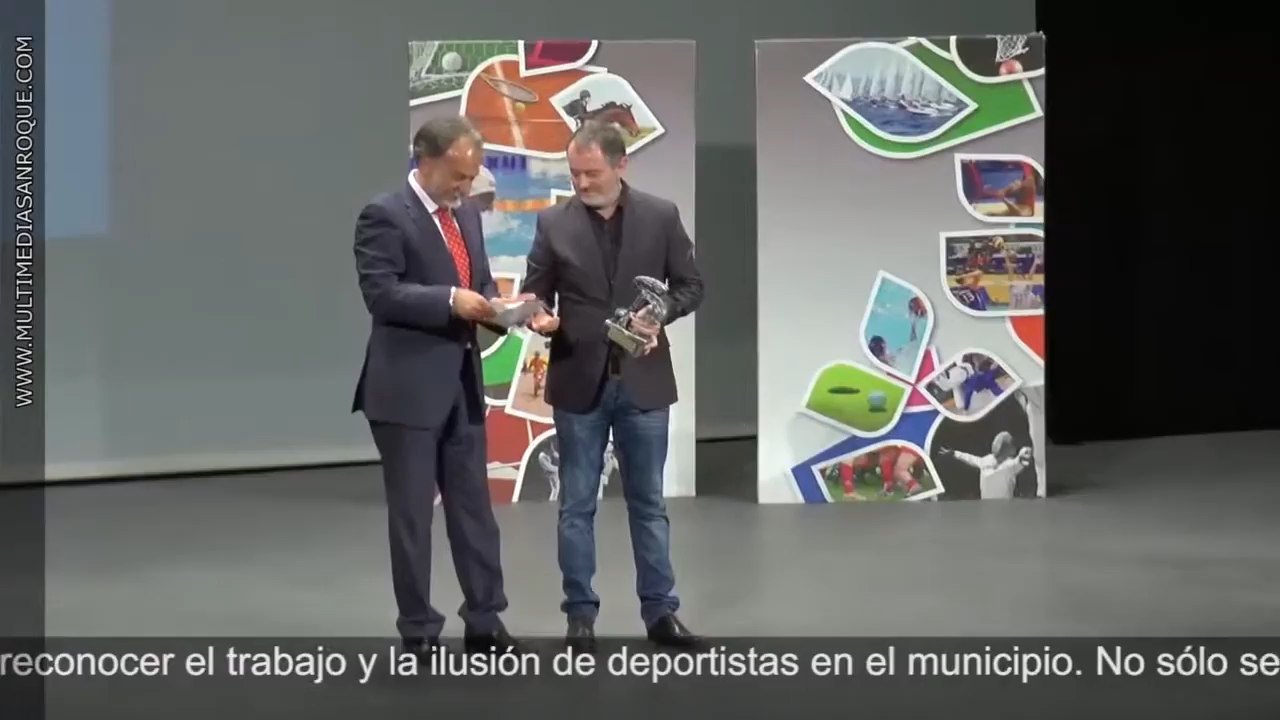 WWW.MULTIMEDIASANROQUE.COM
reconocer el trabajo y la ilusión de deportistas en el municipio. No sólo se